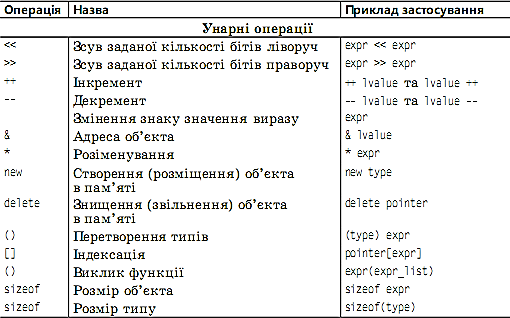 Операція Назва Приклад застосування
Унарні операції
<< Зсув заданої кількості бітів ліворуч expr << expr
>> Зсув заданої кількості бітів праворуч expr >> expr
++ Інкремент ++ lvalue та lvalue ++
-- Декремент -- lvalue та lvalue --
Змінення знаку значення виразу expr
& Адреса об'єкта & lvalue
* Розіменування * expr
new Створення (розміщення) об'єкта new type
в пам'яті
delete Знищення (звільнення) об'єкта delete pointer
в пам'яті
() Перетворення типів (type) expr
[] Індексація pointer[expr]
() Виклик функції expr(expr_list)
sizeof Розмір об'єкта sizeof expr
sizeof Розмір типу sizeof(type)